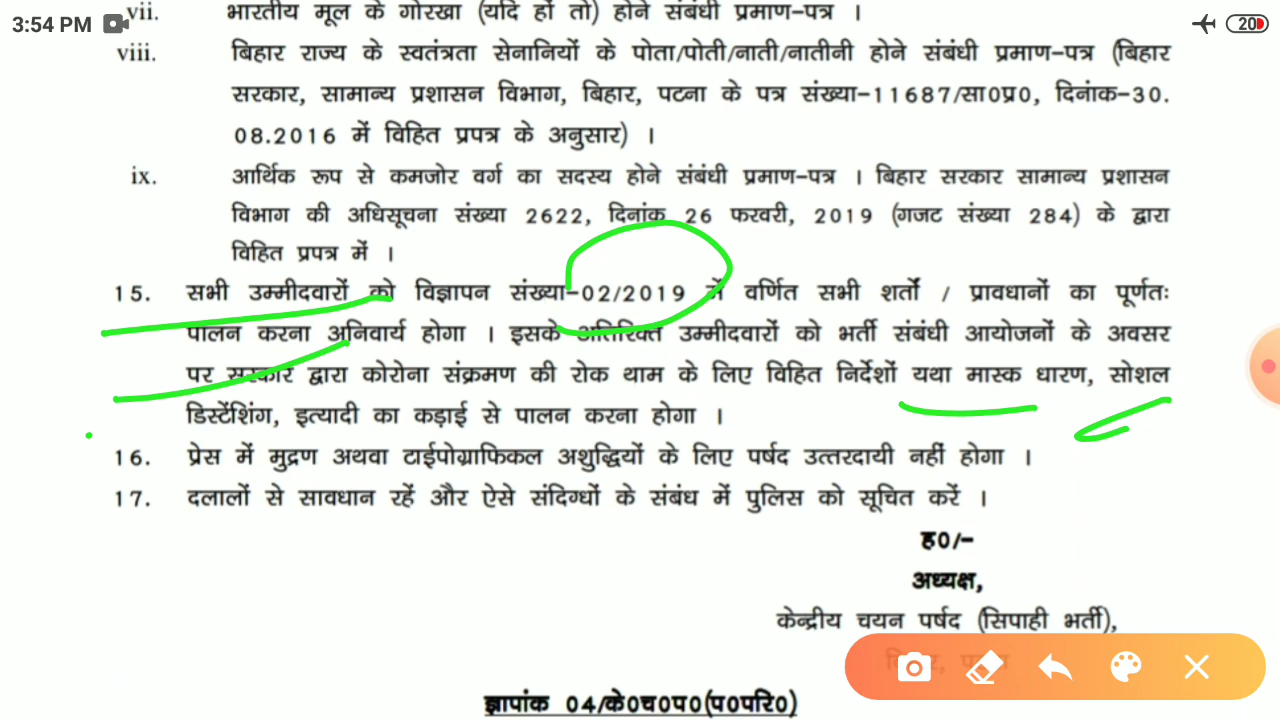 3:54 PM
20
vii. भारतीय मूल के गोरखा (यदि हों तो) होने संबंधी प्रमाण-पत्र ।
viii. बिहार राज्य के स्वतंत्रता सेनानियों के पोता/पोती/नाती/नातीनी होने संबंधी प्रमाण-पत्र (बिहार
सरकार, सामान्य प्रशासन विभाग, बिहार, पटना के पत्र संख्या-11687/सा0प्र0, दिनांक-30.
08.2016 में विहित प्रपत्र के अनुसार) ।
ix. आर्थिक रूप से कमजोर वर्ग का सदस्य होने संबंधी प्रमाण-पत्र । बिहार सरकार सामान्य प्रशासन
विभाग की अधिसूचना संख्या 2622, दिनांक 26 फरवरी, 2019 (गजट संख्या 284) के द्वारा
विहित प्रपत्र में ।
15. सभी उम्मीदवारों को विज्ञापन संख्या-02/2019 में वर्णित सभी शर्तों / प्रावधानों का पूर्णतः
पालन करना अनिवार्य होगा । इसके अतिरिक्त उम्मीदवारों को भर्ती संबंधी आयोजनों के अवसर
पर सरकार द्वारा कोरोना संक्रमण की रोक थाम के लिए विहित निर्देशों यथा मास्क धारण, सोशल
डिस्टेंशिंग, इत्यादी का कड़ाई से पालन करना होगा ।
16. प्रेस में मुद्रण अथवा टाईपोग्राफिकल अशुद्धियों के लिए पर्षद उत्तरदायी नहीं होगा ।
17. दलालों से सावधान रहें और ऐसे संदिग्धों के संबंध में पुलिस को सूचित करें ।
ह0/-
अध्यक्ष,
केन्द्रीय चयन पर्षद (सिपाही भर्ती),
ज्ञापांक 04/के0च0प0(प0परि0)